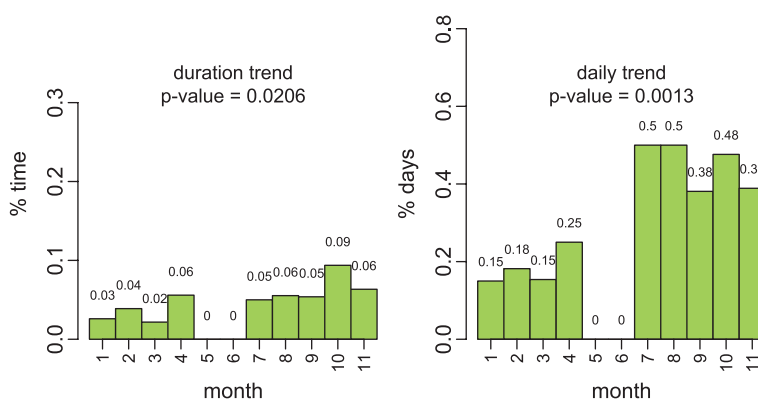 duration trend
p-value = 0.0206
% time
0.0 0.1 0.2 0.3
0.03 0.04 0.02 0.06 0 0 0.05 0.06 0.05 0.09 0.06
1 2 3 4 5 6 7 8 9 10 11
month
daily trend
p-value = 0.0013
% days
0.0 0.2 0.4 0.6 0.8
0.15 0.18 0.15 0.25 0 0 0.5 0.5 0.38 0.48
1 2 3 4 5 6 7 8 9 10 11
month